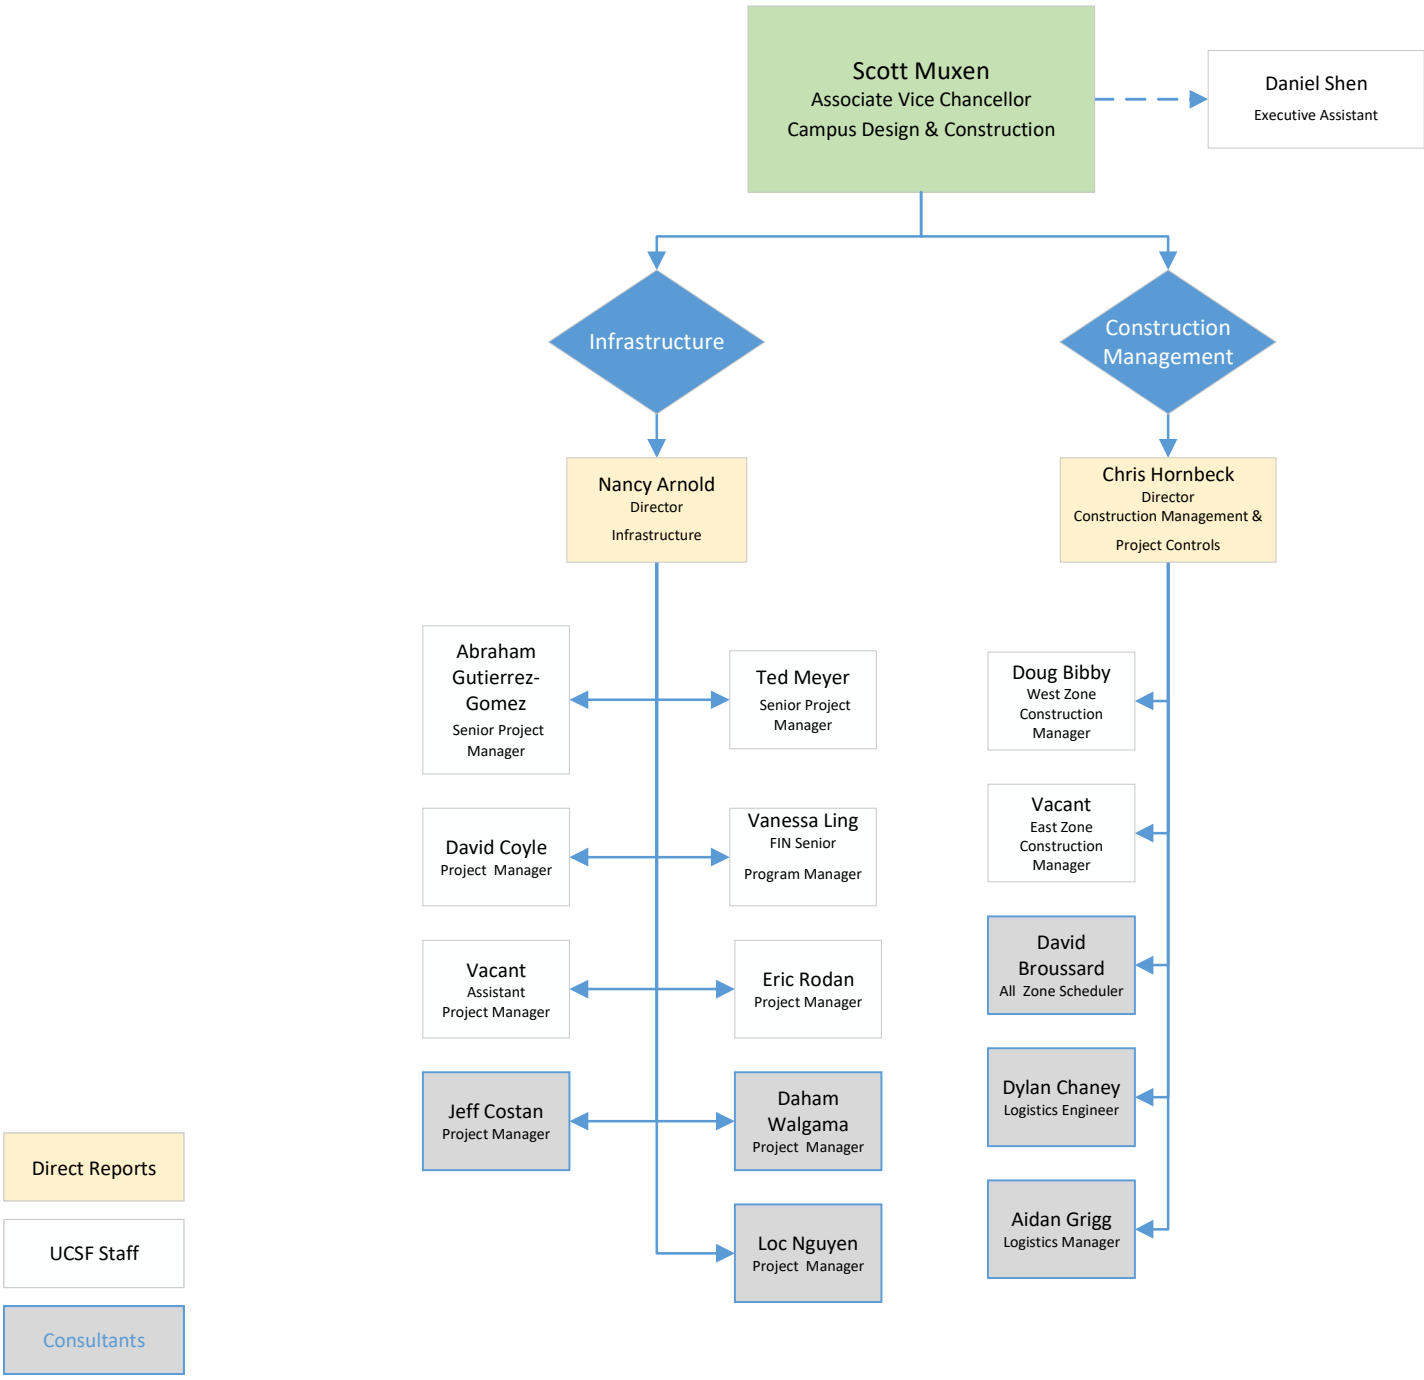 Scott Muxen
Associate Vice Chancellor
Campus Design & Construction
Daniel Shen
Executive Assistant
Infrastructure
Construction
Management
Nancy Arnold
Director
Infrastructure
Chris Hornbeck
Director
Construction Management &
Project Controls
Abraham
Gutierrez-
Gomez
Senior Project
Manager
Ted Meyer
Senior Project
Manager
Doug Bibby
West Zone
Construction
Manager
David Coyle
Project Manager
Vanessa Ling
FIN Senior
Program Manager
Vacant
East Zone
Construction
Manager
Vacant
Assistant
Project Manager
Eric Rodan
Project Manager
David
Broussard
All Zone Scheduler
Jeff Costan
Project Manager
Daham
Walgama
Project Manager
Dylan Chaney
Logistics Engineer
Loc Nguyen
Project Manager
Aidan Grigg
Logistics Manager
Direct Reports
UCSF Staff
Consultants